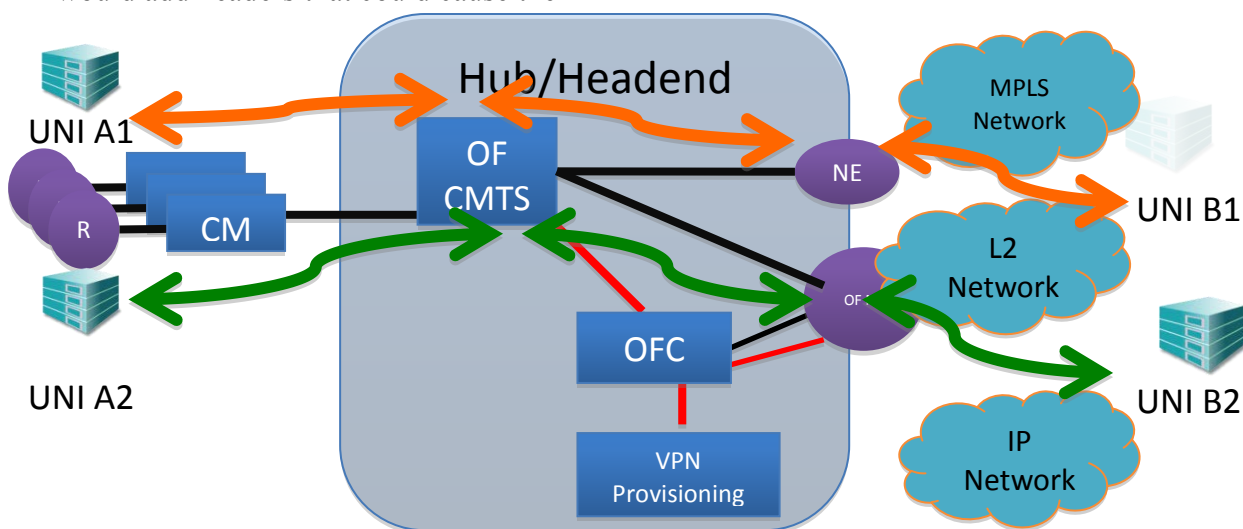 Hub/Headend
MPLS
Network
UNI A1
OF
CMTS
NE
UNI B1
R
CM
L2
Network
OF
OFC
UNI A2
UNI B2
VPN
Provisioning
IP
Network